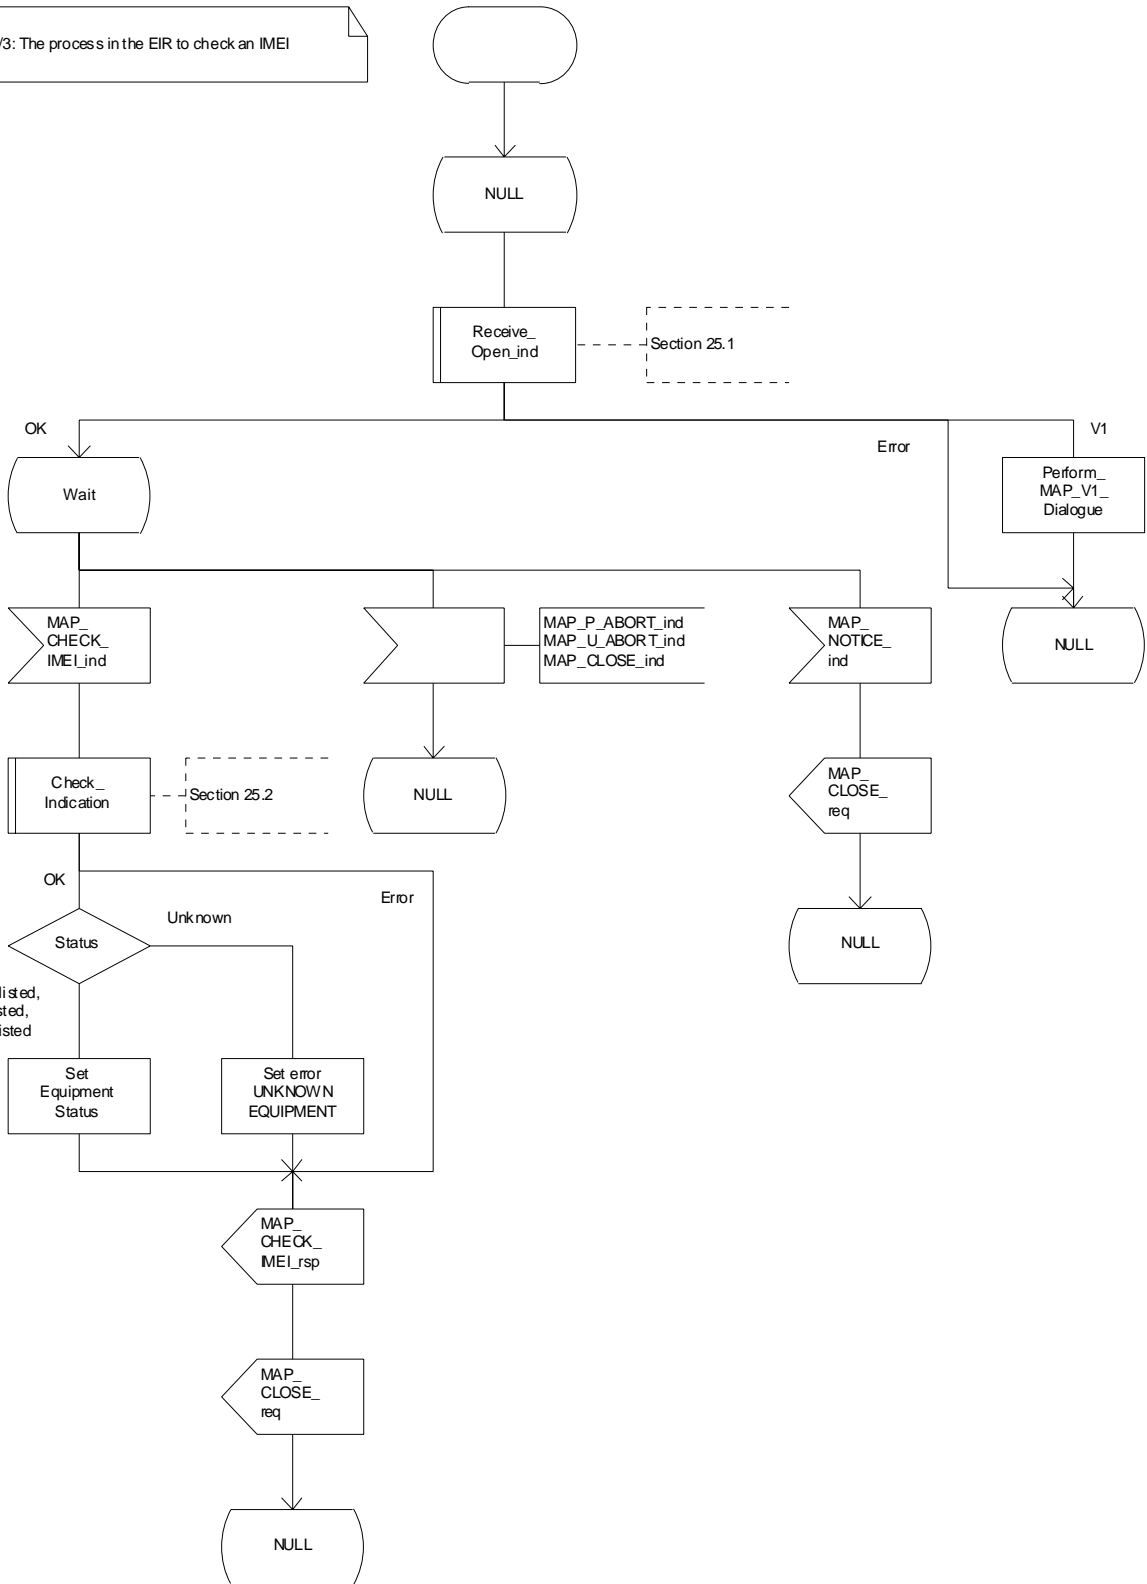 /3: The process in the EIR to check an IMEI
NULL
Receive_
Open_ind
Section 25.1
OK
Error
V1
Wait
Perform_
MAP_V1_
Dialogue
MAP_
CHECK_
IMEI_ind
MAP_P_ABORT_ind
MAP_U_ABORT_ind
MAP_CLOSE_ind
MAP_
NOTICE_
ind
NULL
Check_
Indication
Section 25.2
NULL
MAP_
CLOSE_
req
OK
Error
Unknown
Status
NULL
listed,
sted,
isted
Set
Equipment
Status
Set error
UNKNOWN
EQUIPMENT
MAP_
CHECK_
IMEI_rsp
MAP_
CLOSE_
req
NULL